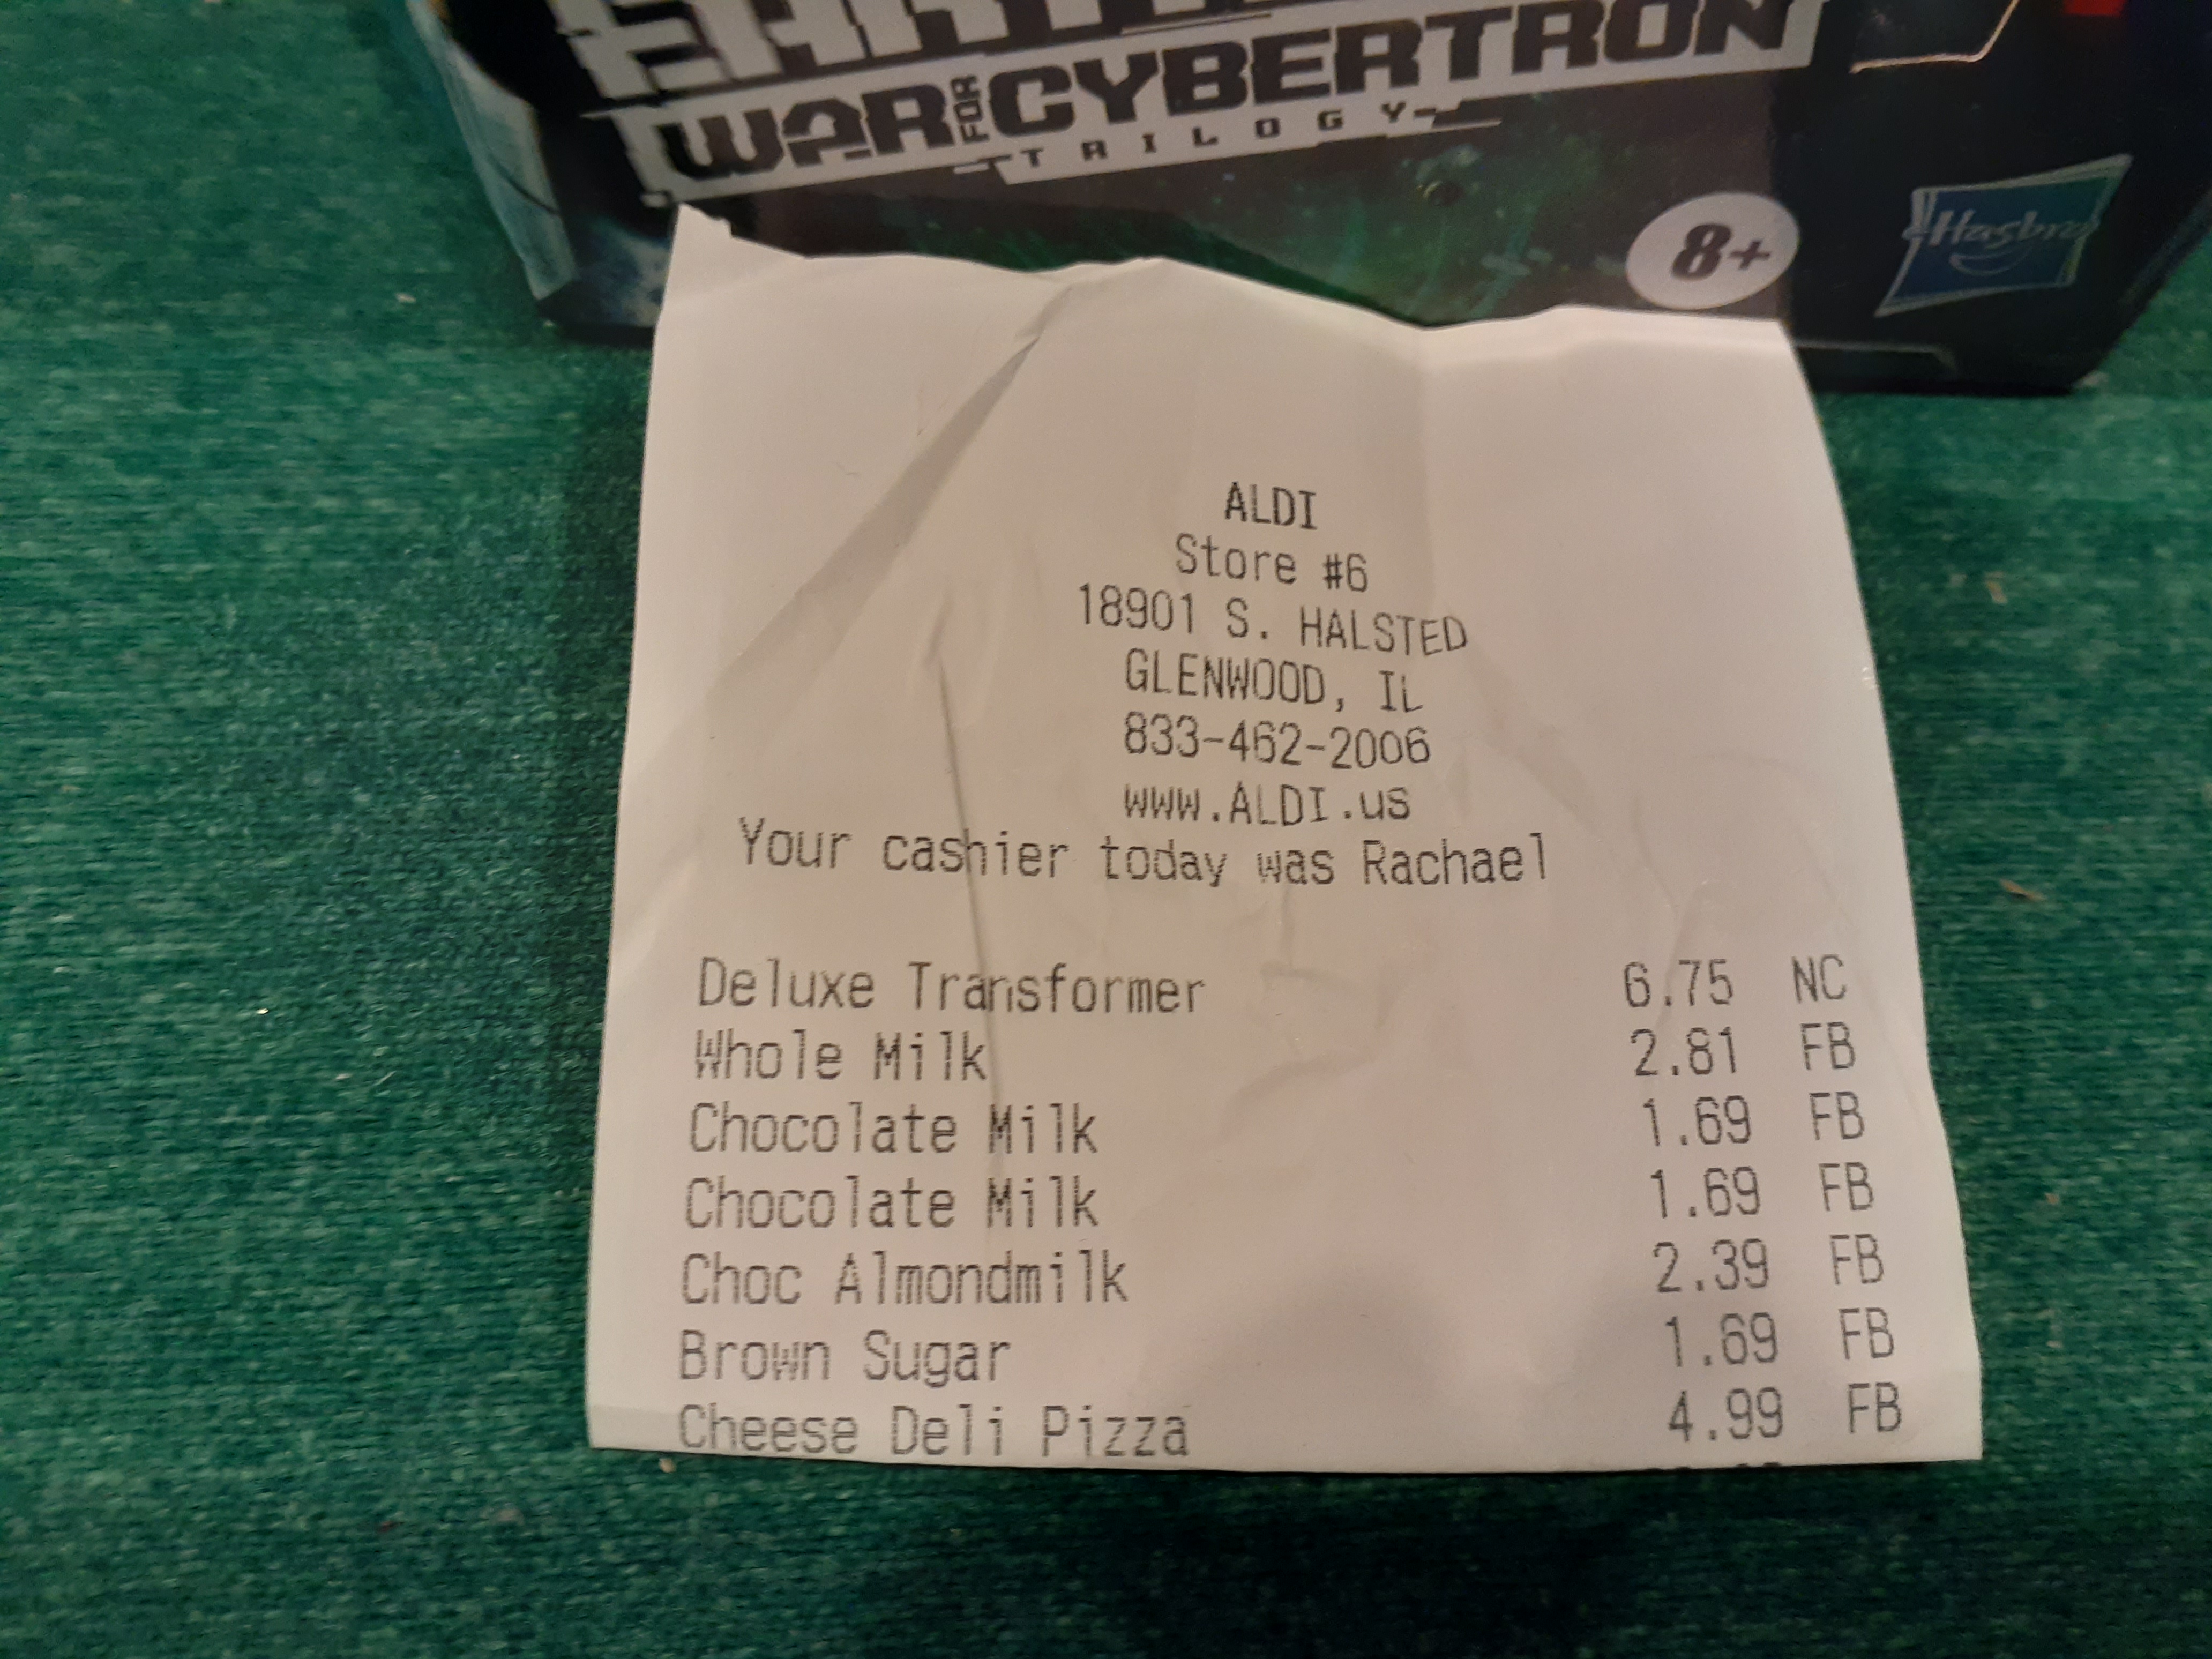 WAR FOR CYBERTRON
TRILOGY
8+
Hasbro
ALDI
Store #6
18901 S. HALSTED
GLENWOOD, IL
833-462-2006
www.ALDI.us
Your cashier today was Rachael
Deluxe Transformer 6.75 NC
Whole Milk 2.81 FB
Chocolate Milk 1.69 FB
Chocolate Milk 1.69 FB
Choc Almondmilk 2.39 FB
Brown Sugar 1.69 FB
Cheese Deli Pizza 4.99 FB